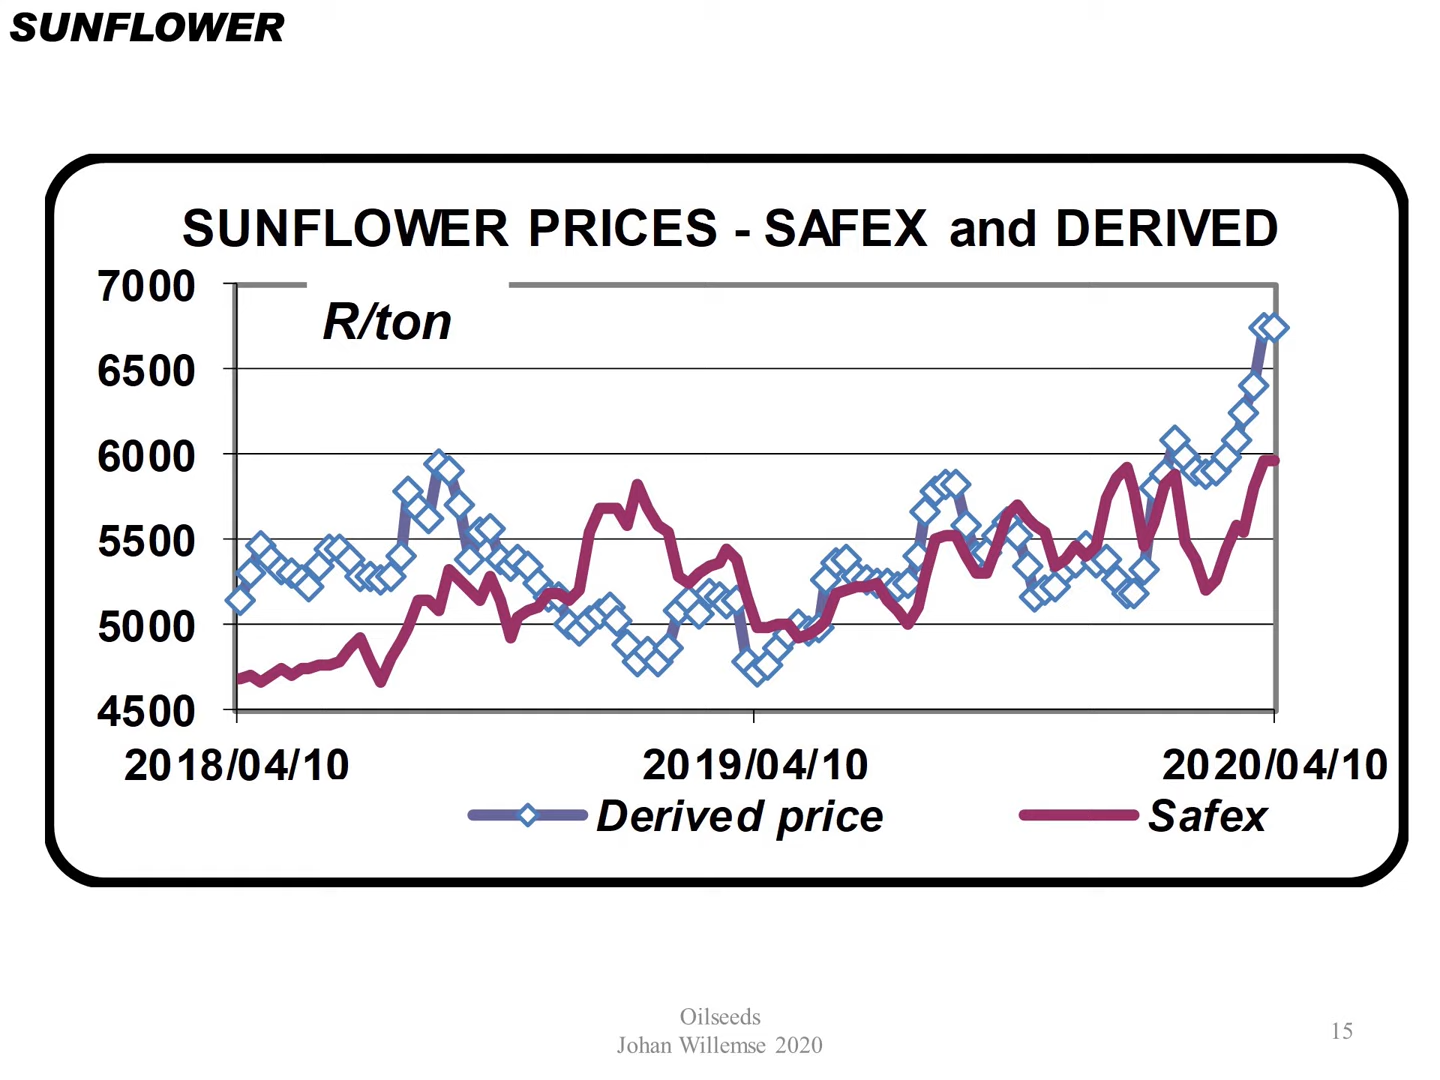 SUNFLOWER
SUNFLOWER PRICES - SAFEX and DERIVED
R/ton
7000
6500
6000
5500
5000
4500
2018/04/10 2019/04/10 2020/04/10
Derived price Safex
Oilseeds
Johan Willemse 2020
15